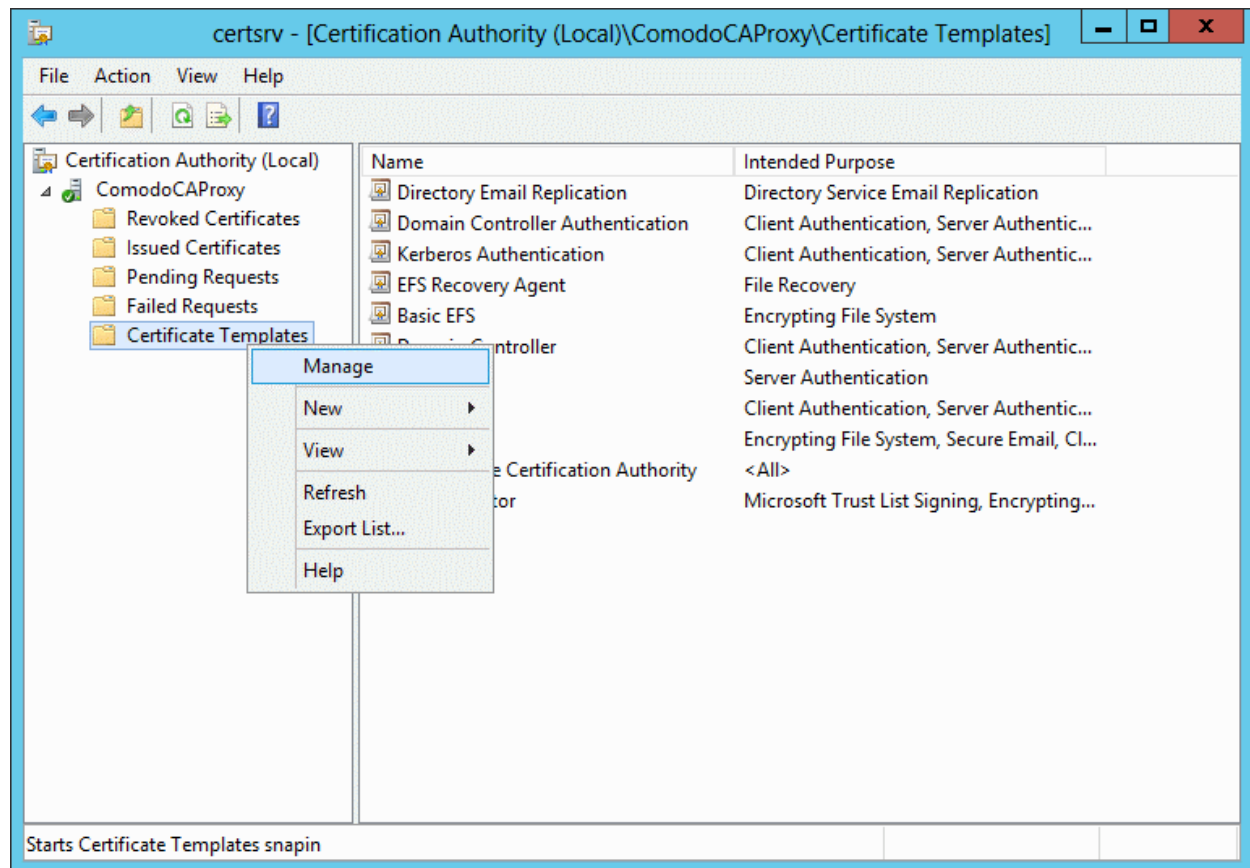 certsrv - [Certification Authority (Local)\ComodoCAProxy\Certificate Templates]
File Action View Help
Certification Authority (Local)
ComodoCAProxy
Revoked Certificates
Issued Certificates
Pending Requests
Failed Requests
Certificate Templates
Manage
New
View
Refresh
Export List...
Help
Name Intended Purpose
Directory Email Replication Directory Service Email Replication
Domain Controller Authentication Client Authentication, Server Authentic...
Kerberos Authentication Client Authentication, Server Authentic...
EFS Recovery Agent File Recovery
Basic EFS Encrypting File System
Client Authentication, Server Authentic...
Server Authentication
Client Authentication, Server Authentic...
Encrypting File System, Secure Email, Cl...
Certification Authority <All>
Microsoft Trust List Signing, Encrypting...
Starts Certificate Templates snapin